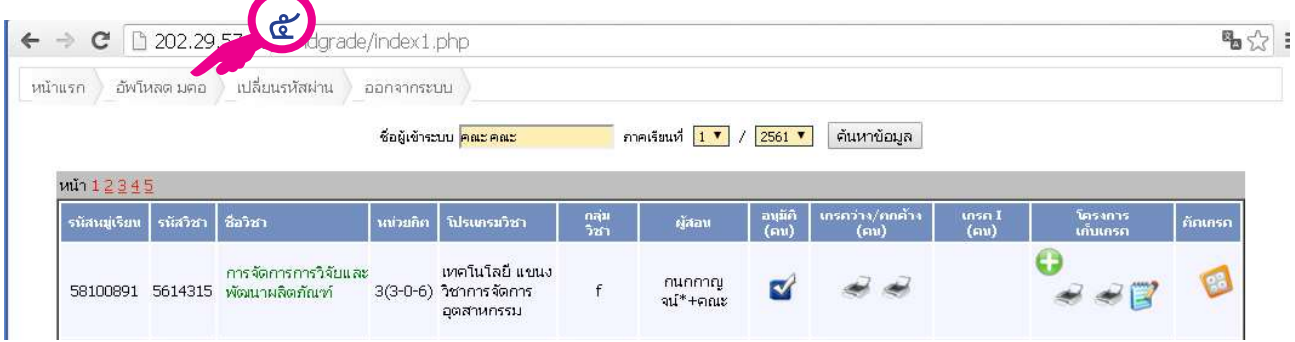 ๕
202.29.57 dgrade/index1.php
หน้าแรก อัพโหลด มคอ เปลี่ยนรหัสผ่าน ออกจากระบบ
ชื่อผู้เข้าระบบ คณะ คณะ ภาคเรียนที่ 1 / 2561 ค้นหาข้อมูล
หน้า 1 2 3 4 5
รหัสหมู่เรียน รหัสวิชา ชื่อวิชา หน่วยกิต โปรแกรมวิชา กลุ่ม ผู้สอน อนุมัติ เกรดว่าง/ตกค้าง เกรด I โครงการ ตัดเกรด
วิชา (คน) (คน) (คน) เก็บเกรด
การจัดการการวิจัยและ เทคโนโลยี แขนง
58100891 5614315 พัฒนาผลิตภัณฑ์ 3(3-0-6) วิชาการจัดการ f กนกกาญ
อุตสาหกรรม จน์*+คณะ